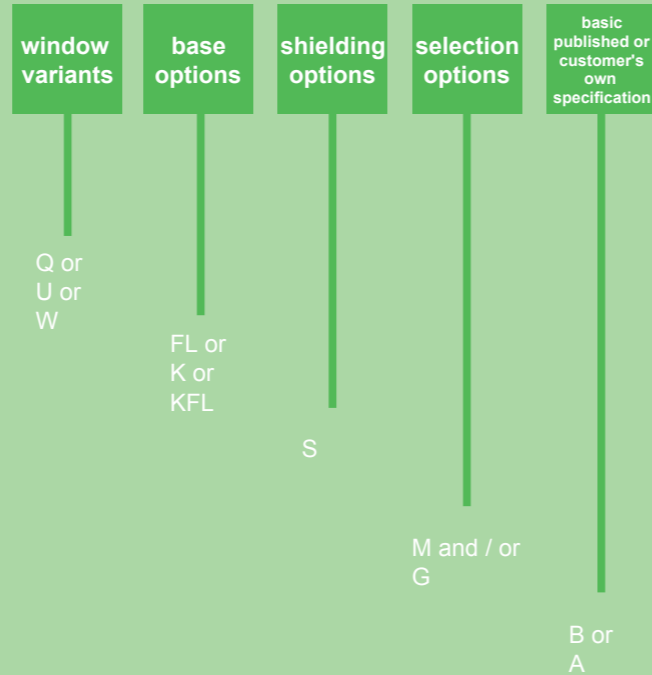 window
variants
base
options
shielding
options
selection
options
basic
published or
customer's
own
specification
Q or
U or
W
FL or
K or
KFL
S
M and / or
G
B or
A